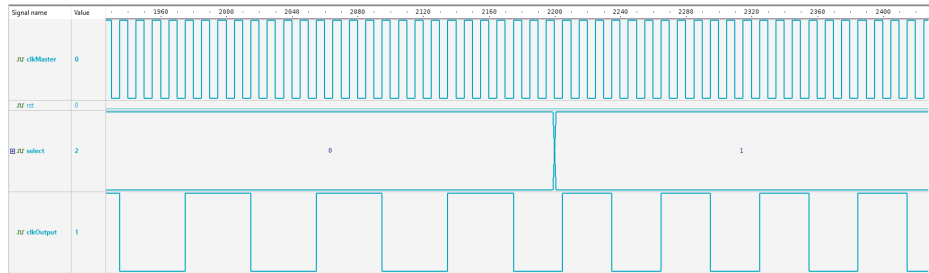 Signal name Value 1960 2000 2040 2080 2120 2160 2200 2240 2280 2320 2360 2400
clkMaster 0
rst 0
select 2 0 1
clkOutput 1